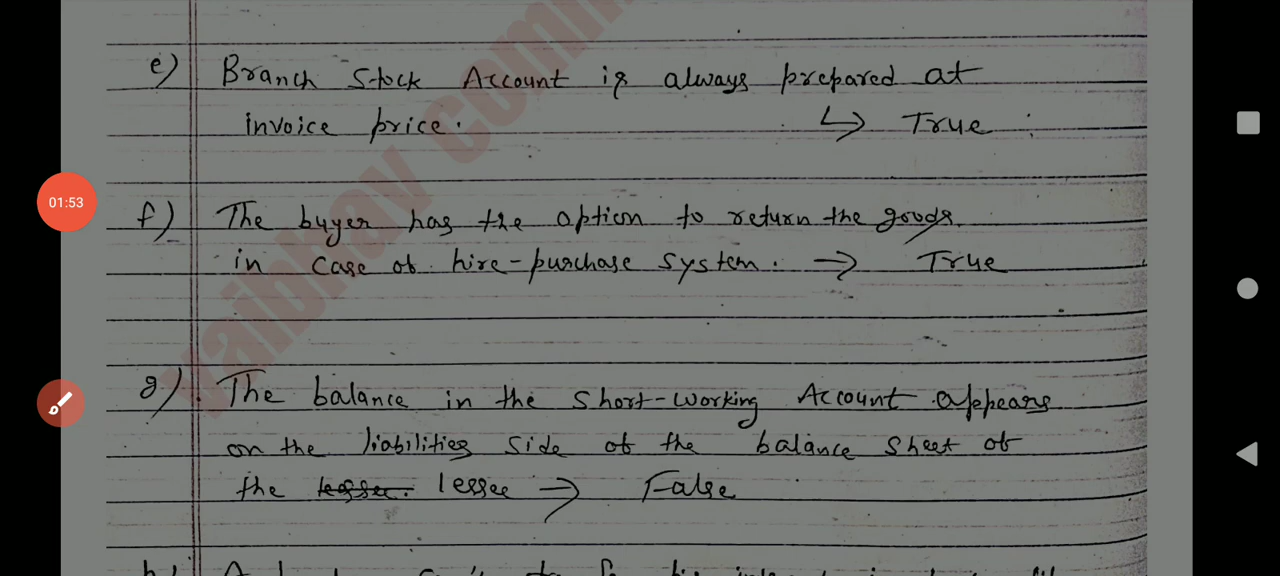 e) Branch Stock Account is always prepared at
invoice price. ↳ True
01:53
f) The buyer has the option to return the goods
in case of hire-purchase system. → True
g) The balance in the short-working Account appears
on the liabilities side of the balance sheet of
the lessee → False
vaibhav comm